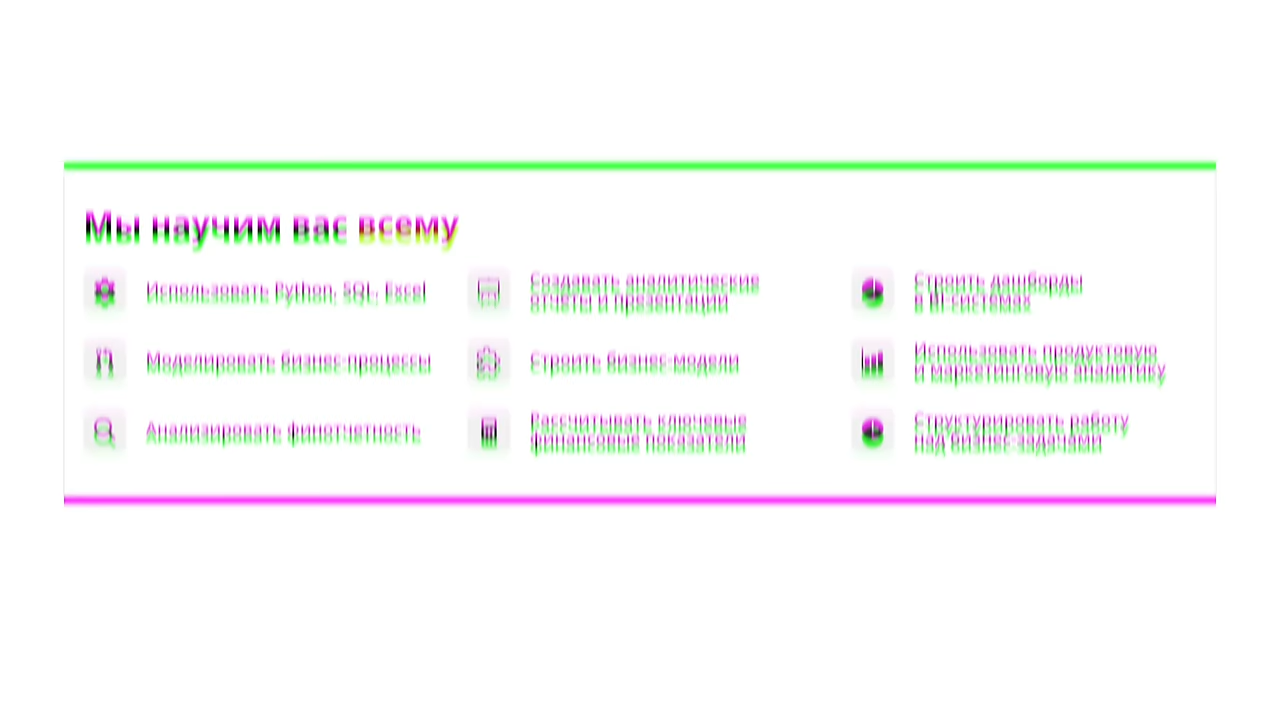 Мы научим вас всему
Использовать Python, SQL, Excel
Создавать аналитические
отчеты и презентации
Строить дашборды
в BI-системах
Моделировать бизнес-процессы
Строить бизнес-модели
Использовать продуктовую
и маркетинговую аналитику
Анализировать финотчетность
Рассчитывать ключевые
финансовые показатели
Структурировать работу
над бизнес-задачами